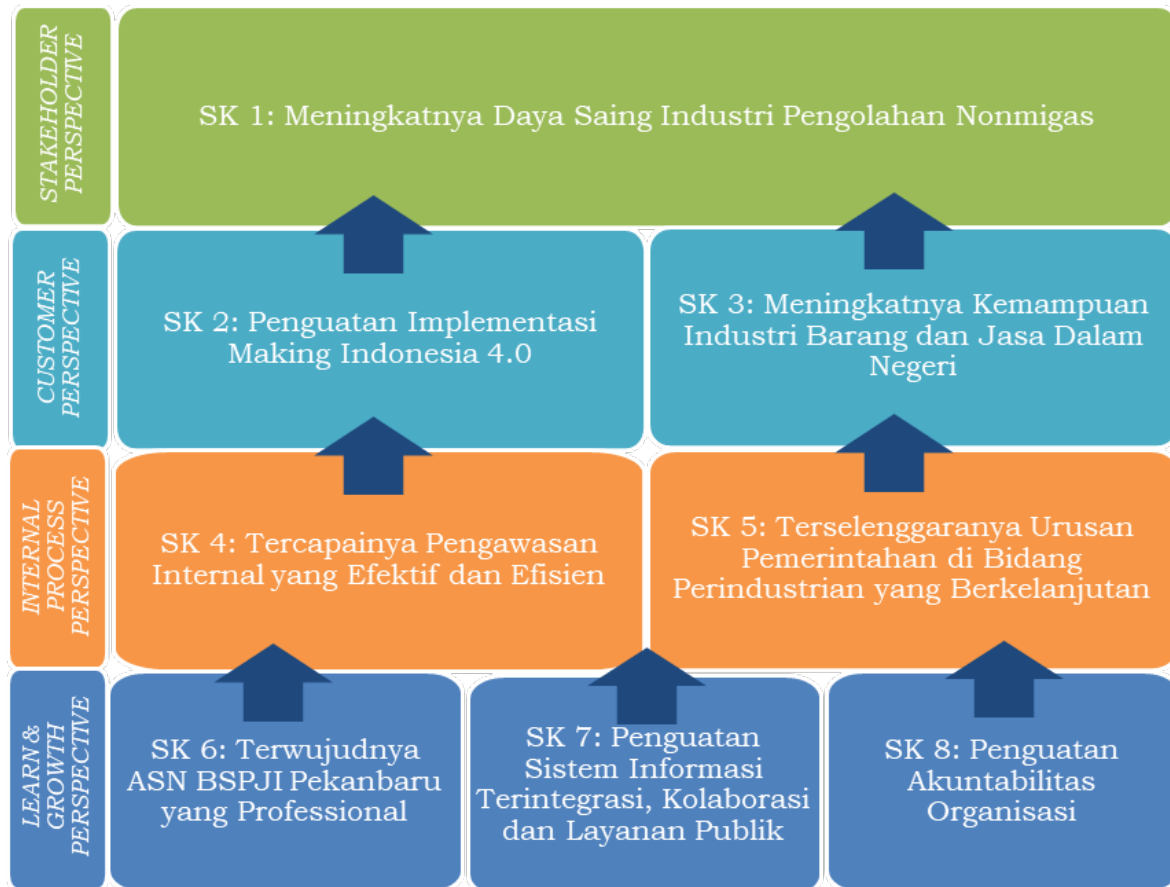 STAKEHOLDER
PERSPECTIVE
SK 1: Meningkatnya Daya Saing Industri Pengolahan Nonmigas
CUSTOMER
PERSPECTIVE
SK 2: Penguatan Implementasi
Making Indonesia 4.0
SK 3: Meningkatnya Kemampuan
Industri Barang dan Jasa Dalam
Negeri
INTERNAL
PROCESS
PERSPECTIVE
SK 4: Tercapainya Pengawasan
Internal yang Efektif dan Efisien
SK 5: Terselenggaranya Urusan
Pemerintahan di Bidang
Perindustrian yang Berkelanjutan
LEARN &
GROWTH
PERSPECTIVE
SK 6: Terwujudnya
ASN BSPJI Pekanbaru
yang Professional
SK 7: Penguatan
Sistem Informasi
Terintegrasi, Kolaborasi
dan Layanan Publik
SK 8: Penguatan
Akuntabilitas
Organisasi